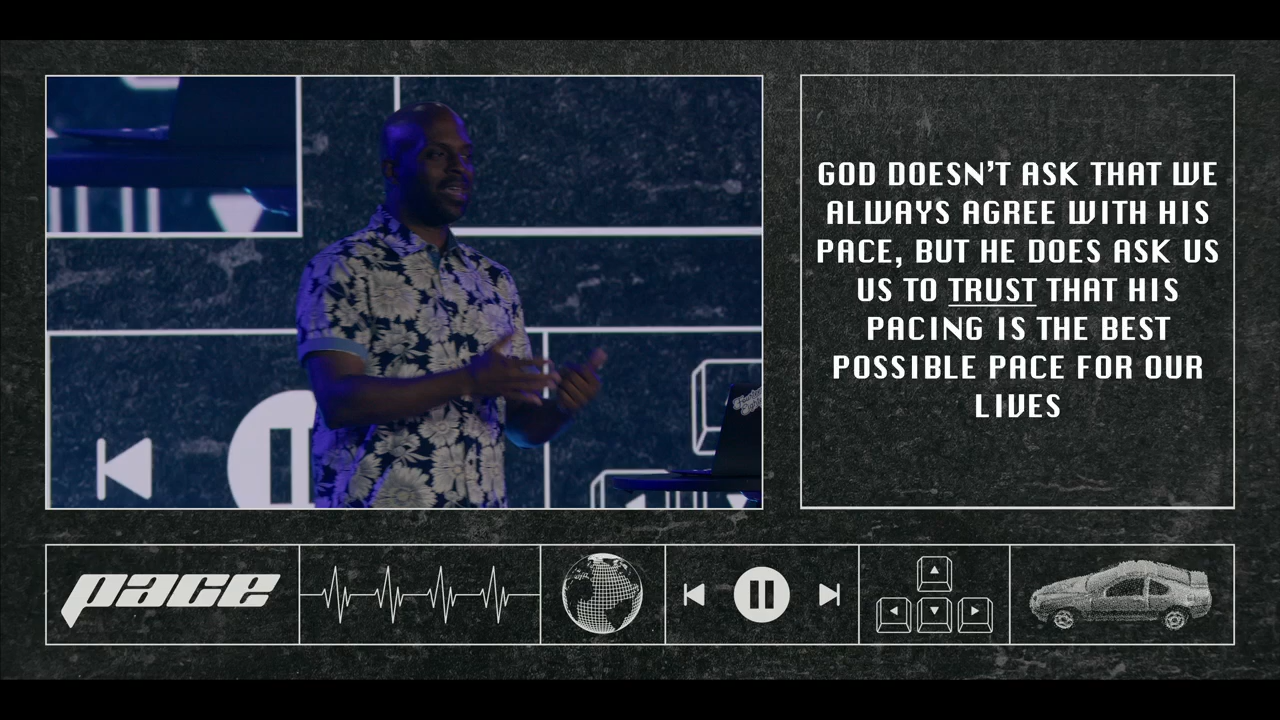 GOD DOESN'T ASK THAT WE
ALWAYS AGREE WITH HIS
PACE, BUT HE DOES ASK US
US TO TRUST THAT HIS
PACING IS THE BEST
POSSIBLE PACE FOR OUR
LIVES
pace